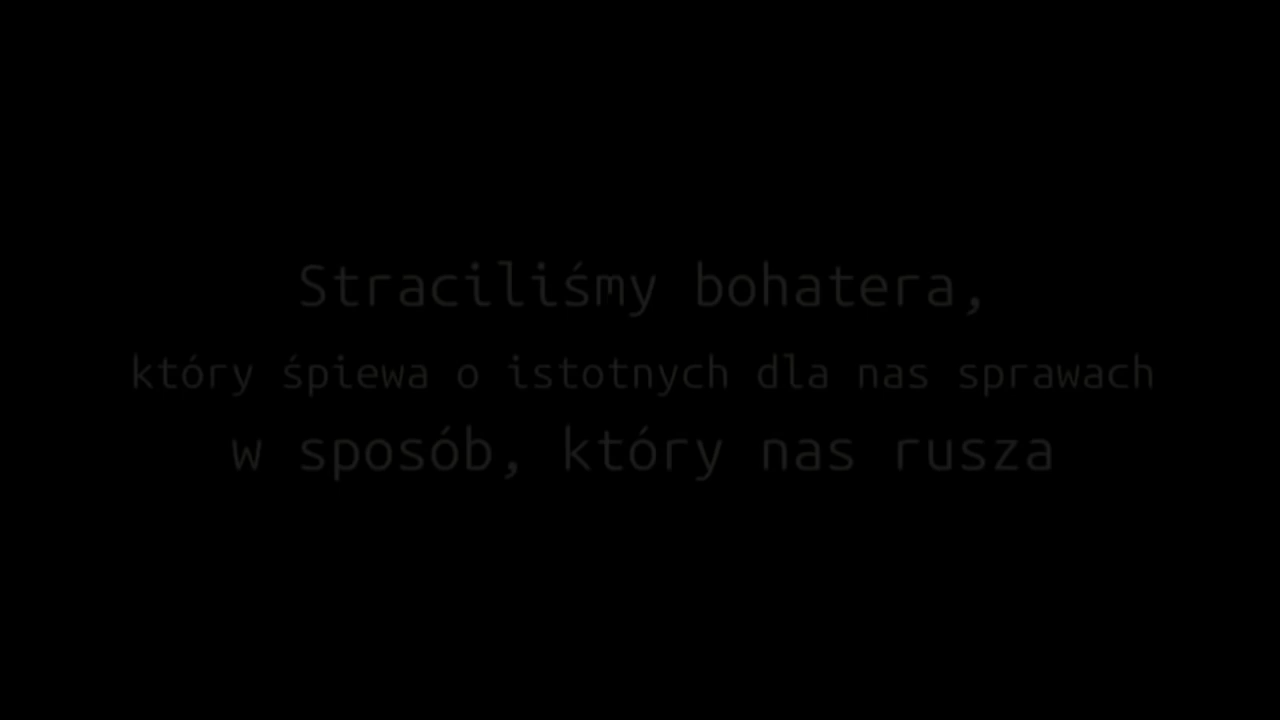 Straciliśmy bohatera,
który śpiewa o istotnych dla nas sprawach
w sposób, który nas rusza